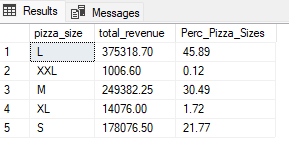 Results Messages
pizza_size total_revenue Perc_Pizza_Sizes
1 L 375318.70 45.89
2 XXL 1006.60 0.12
3 M 249382.25 30.49
4 XL 14076.00 1.72
5 S 178076.50 21.77